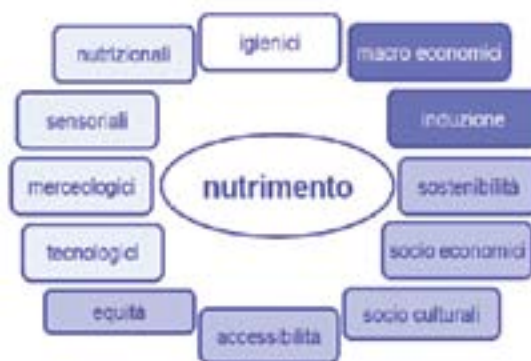 igienici
nutrizionali
macro economici
sensoriali
induzione
merceologici
nutrimento
sostenibilità
tecnologici
socio economici
equità
socio culturali
accessibilità